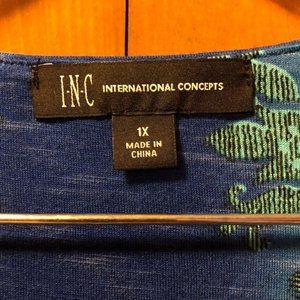 I·N·C INTERNATIONAL CONCEPTS
1X
MADE IN
CHINA